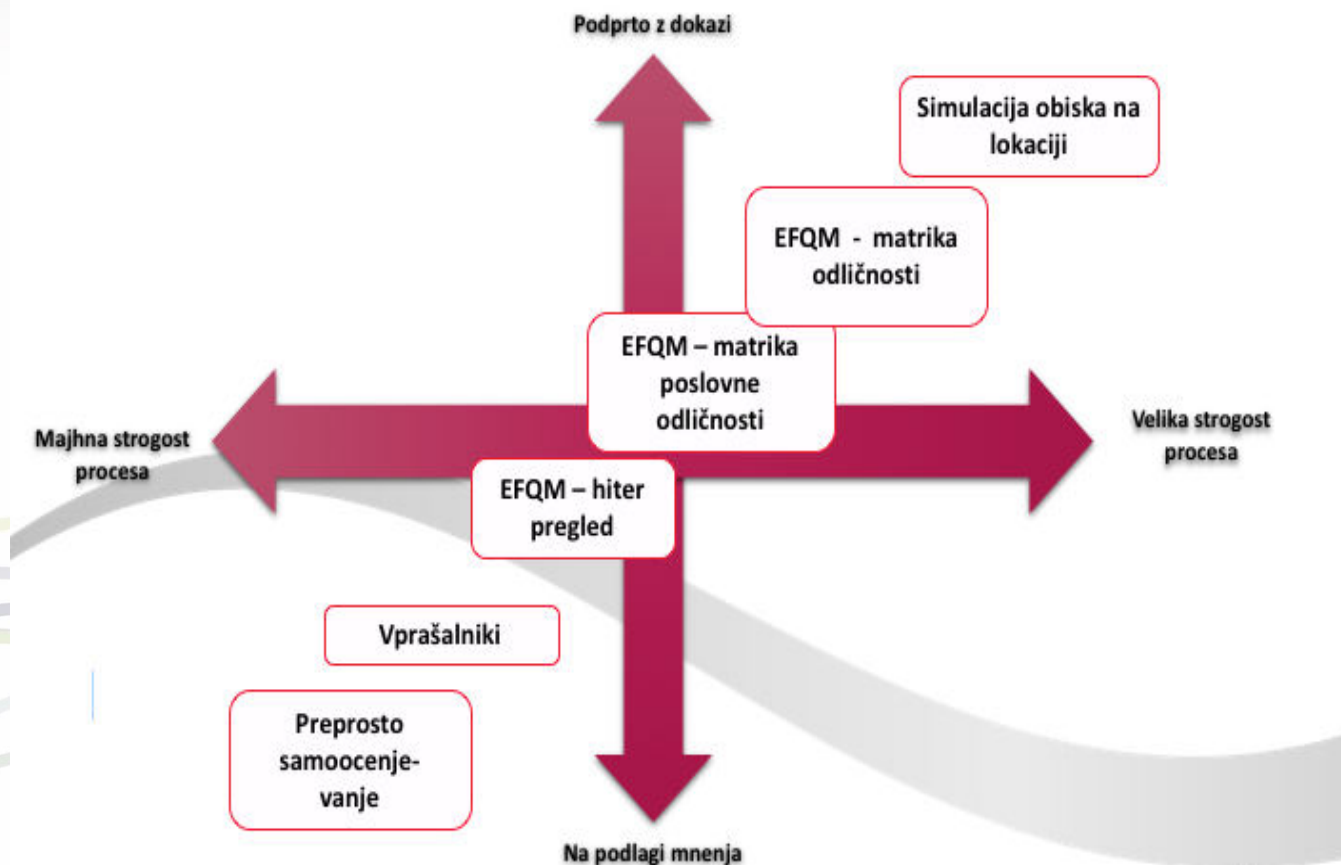 Podprto z dokazi
Simulacija obiska na
lokaciji
EFQM - matrika
odličnosti
EFQM – matrika
poslovne
odličnosti
Majhna strogost
procesa
Velika strogost
procesa
EFQM – hiter
pregled
Vprašalniki
Preprosto
samoocenje-
vanje
Na podlagi mnenja